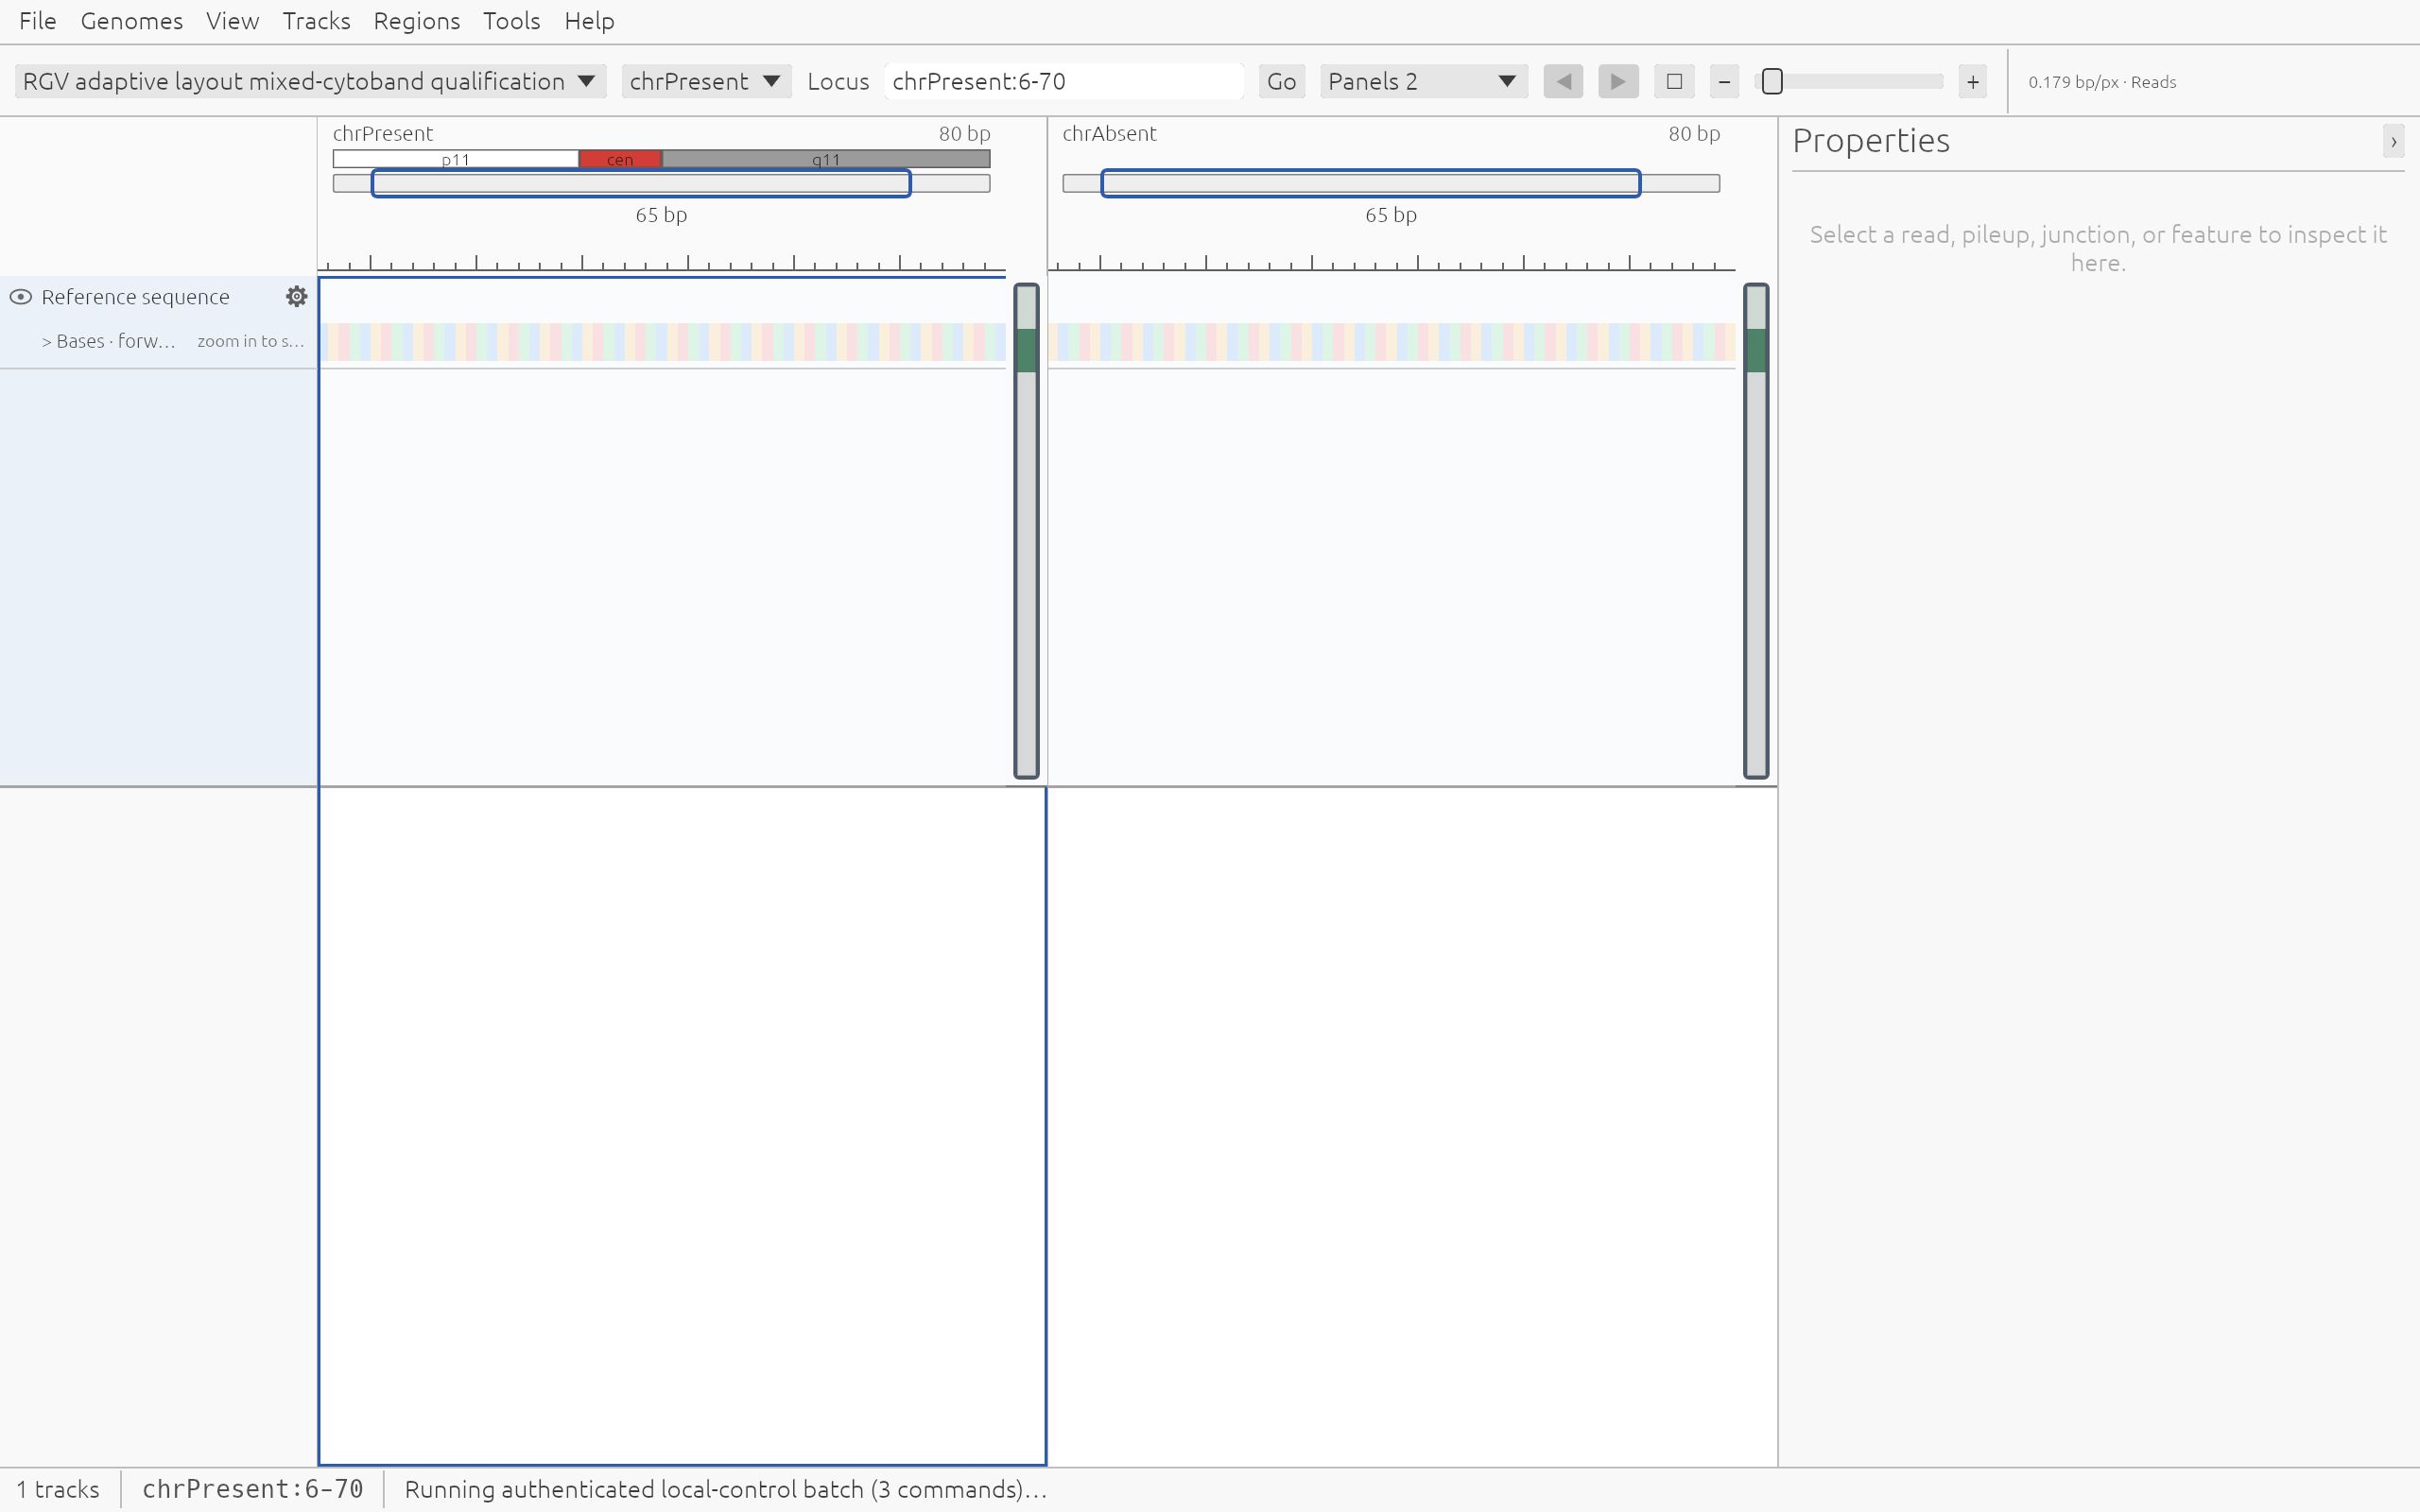 File Genomes View Tracks Regions Tools Help
RGV adaptive layout mixed-cytoband qualification chrPresent Locus chrPresent:6-70 Go Panels 2 − + 0.179 bp/px · Reads
chrPresent 80 bp chrAbsent 80 bp
p11 cen q11
65 bp 65 bp
Properties ›
Select a read, pileup, junction, or feature to inspect it
here.
Reference sequence
> Bases · forw… zoom in to s…
1 tracks chrPresent:6-70 Running authenticated local-control batch (3 commands)…